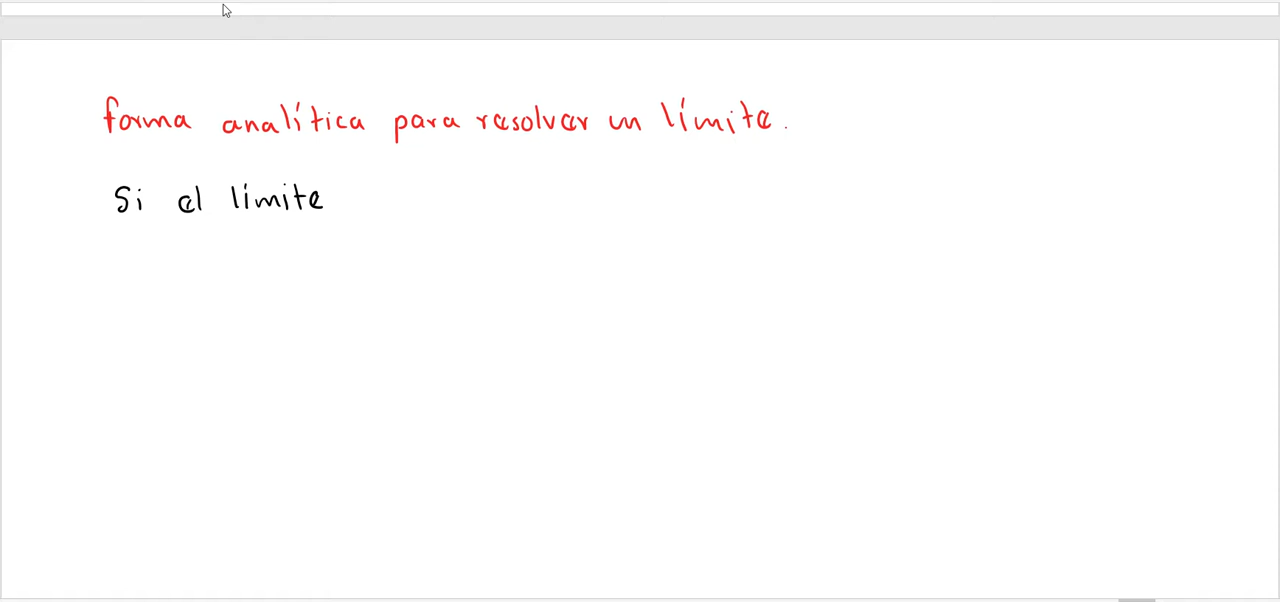 forma analítica para resolver un límite.
Si el límite